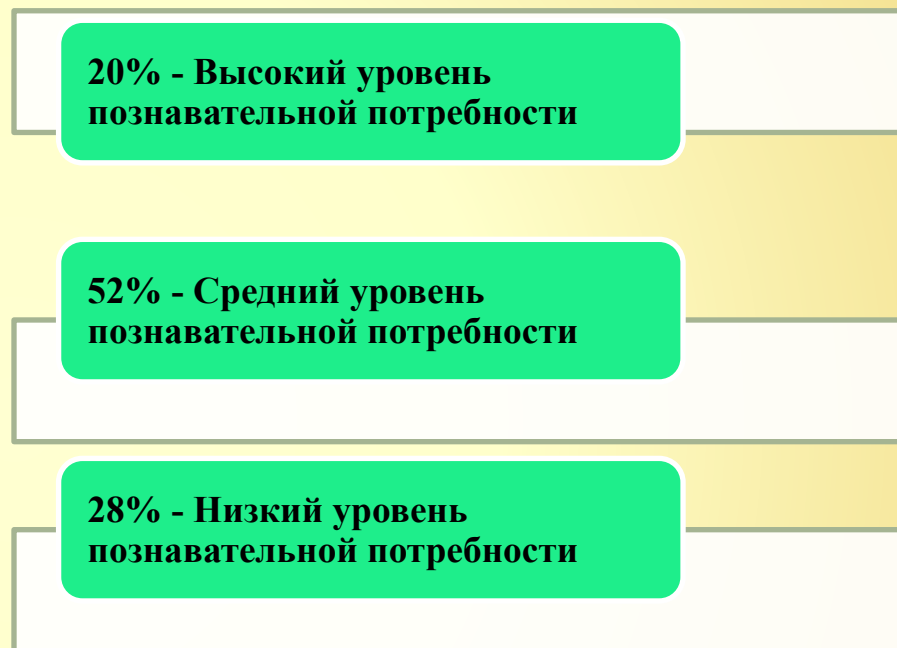 20% - Высокий уровень
познавательной потребности
52% - Средний уровень
познавательной потребности
28% - Низкий уровень
познавательной потребности